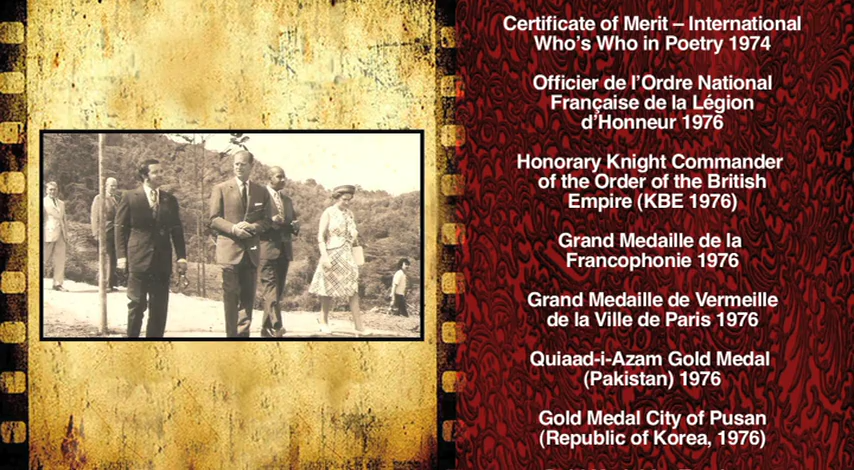 Certificate of Merit – International
Who's Who in Poetry 1974
Officier de l'Ordre National
Française de la Légion
d'Honneur 1976
Honorary Knight Commander
of the Order of the British
Empire (KBE 1976)
Grand Medaille de la
Francophonie 1976
Grand Medaille de Vermeille
de la Ville de Paris 1976
Quiaad-i-Azam Gold Medal
(Pakistan) 1976
Gold Medal City of Pusan
(Republic of Korea, 1976)